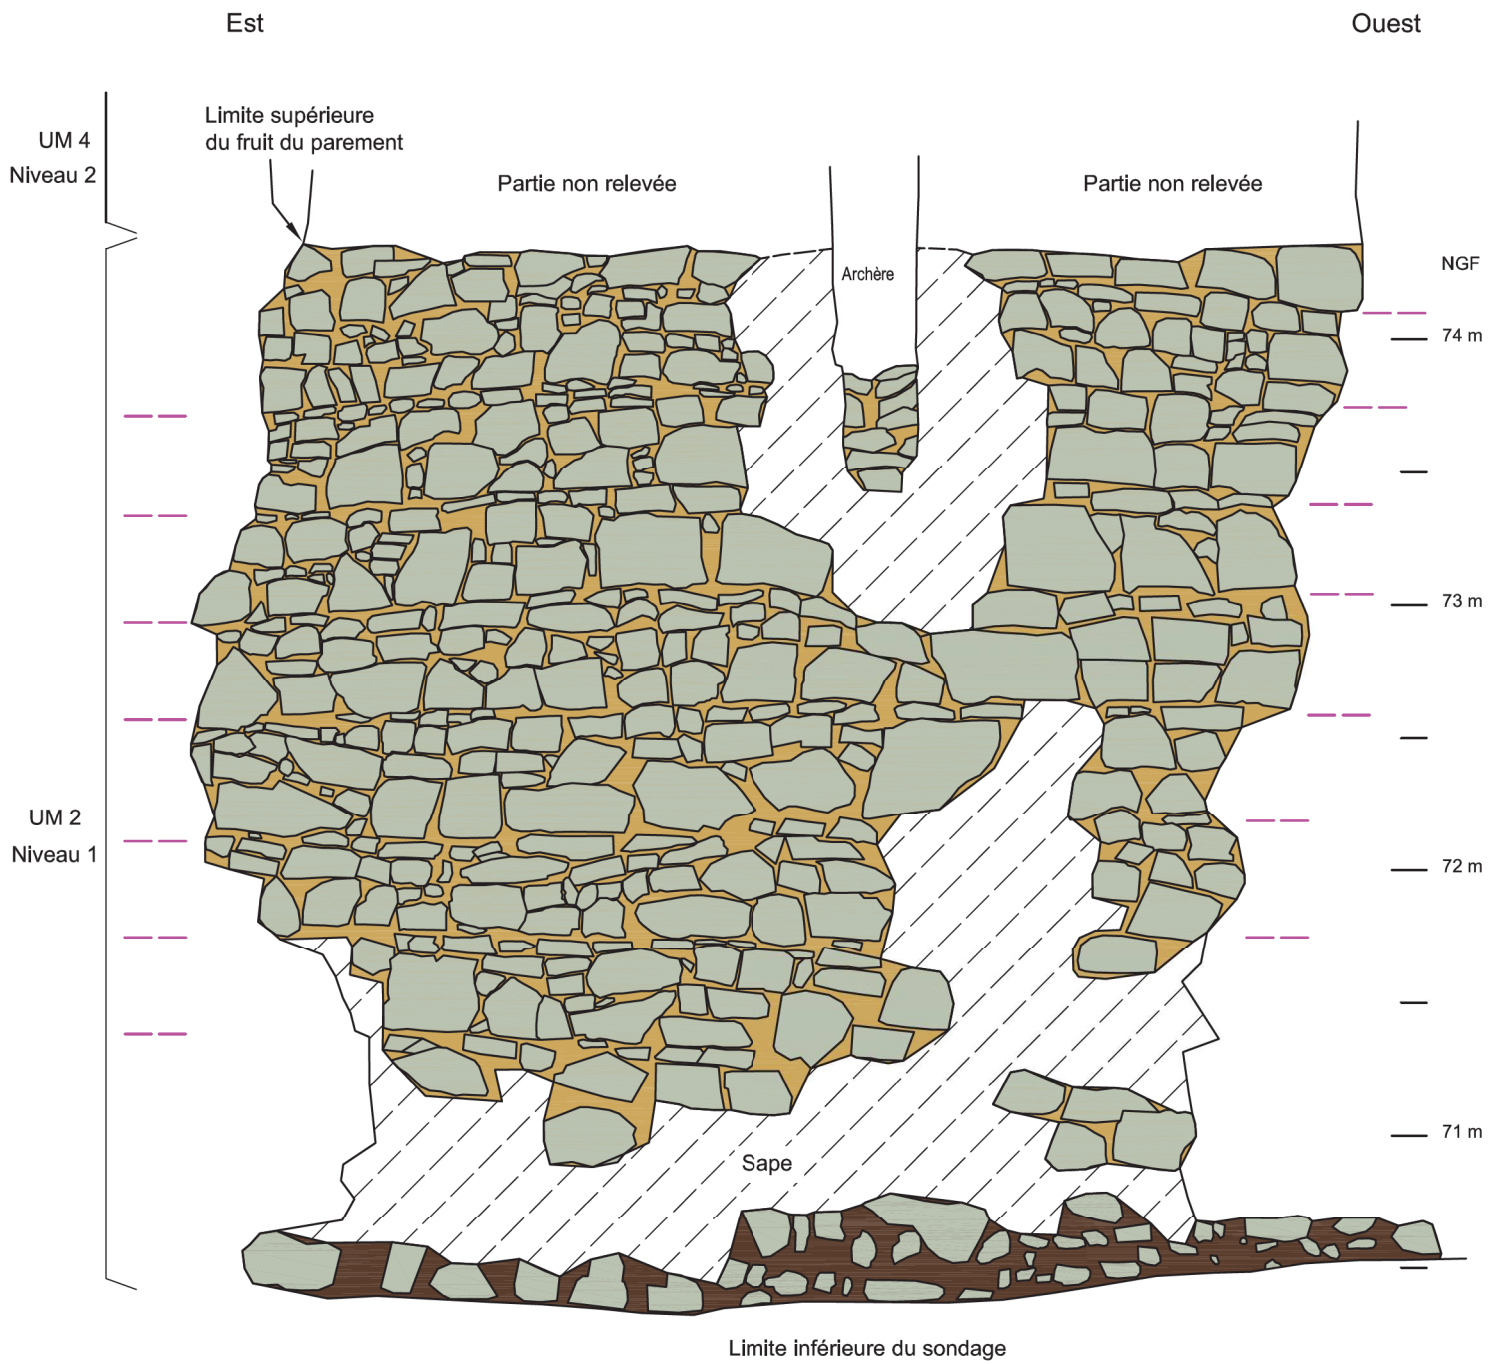 Est
Ouest
Limite supérieure
du fruit du parement
UM 4
Niveau 2
Partie non relevée
Partie non relevée
Archère
NGF
74 m
73 m
UM 2
Niveau 1
72 m
71 m
Sape
Limite inférieure du sondage